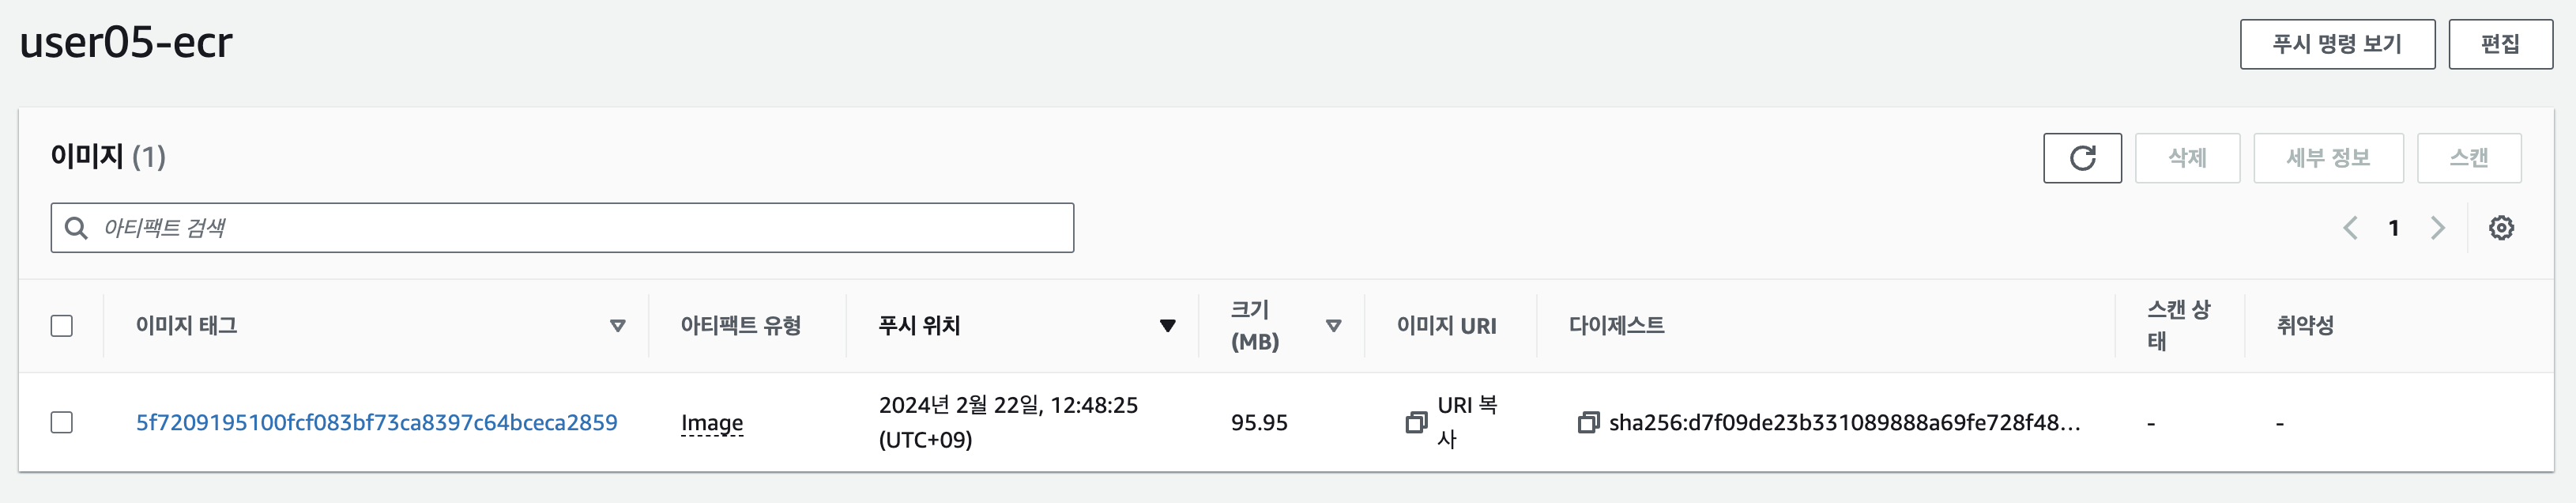 user05-ecr
푸시 명령 보기
편집
이미지 (1)
삭제
세부 정보
스캔
아티팩트 검색
1
이미지 태그
아티팩트 유형
푸시 위치
크기
(MB)
이미지 URI
다이제스트
스캔 상
태
취약성
5f7209195100fcf083bf73ca8397c64bceca2859
Image
2024년 2월 22일, 12:48:25
(UTC+09)
95.95
URI 복
사
sha256:d7f09de23b331089888a69fe728f48...
-
-